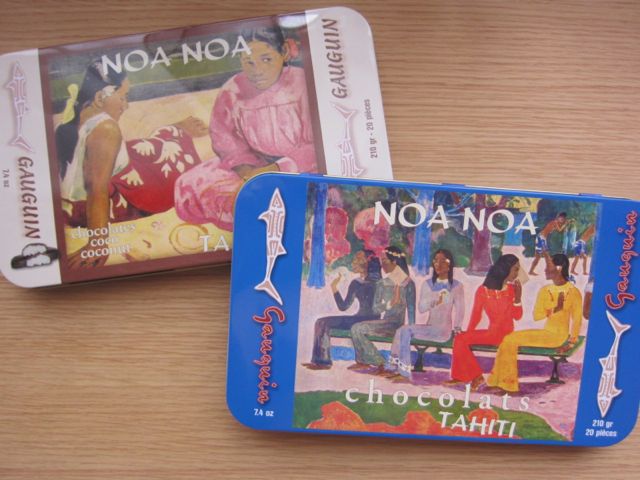 NOA NOA
GAUGUIN
GAUGUIN
7.4 oz
210 gr - 20 pièces
chocolates
coco
coconut
TA
NOA NOA
Gauguin
Gauguin
chocolats
TAHITI
7.4 oz
210 gr
20 pièces